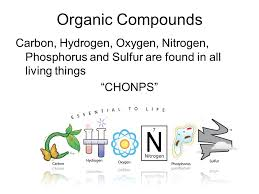 Organic Compounds
Carbon, Hydrogen, Oxygen, Nitrogen,
Phosphorus and Sulfur are found in all
living things
“CHONPS”
ESSENTIAL TO LIFE
N
Carbon Hydrogen Oxygen Nitrogen Phosphorus Sulfur